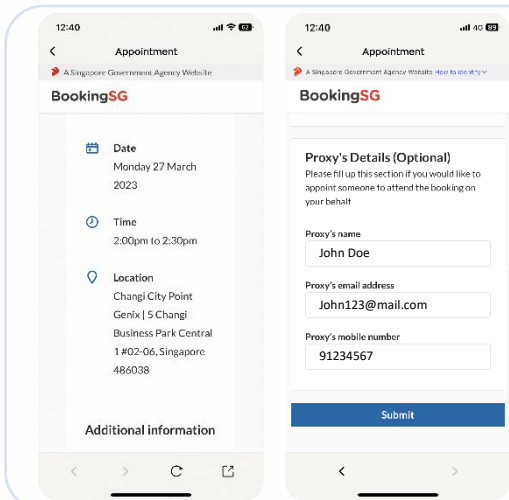 12:40
62
Appointment
A Singapore Government Agency Website
BookingSG
Date
Monday 27 March
2023
Time
2:00pm to 2:30pm
Location
Changi City Point
Genix | 5 Changi
Business Park Central
1 #02-06, Singapore
486038
Additional information
12:40
4G 89
Appointment
A Singapore Government Agency Website How to identify
BookingSG
Proxy's Details (Optional)
Please fill up this section if you would like to
appoint someone to attend the booking on
your behalf
Proxy's name
John Doe
Proxy's email address
John123@mail.com
Proxy's mobile number
91234567
Submit